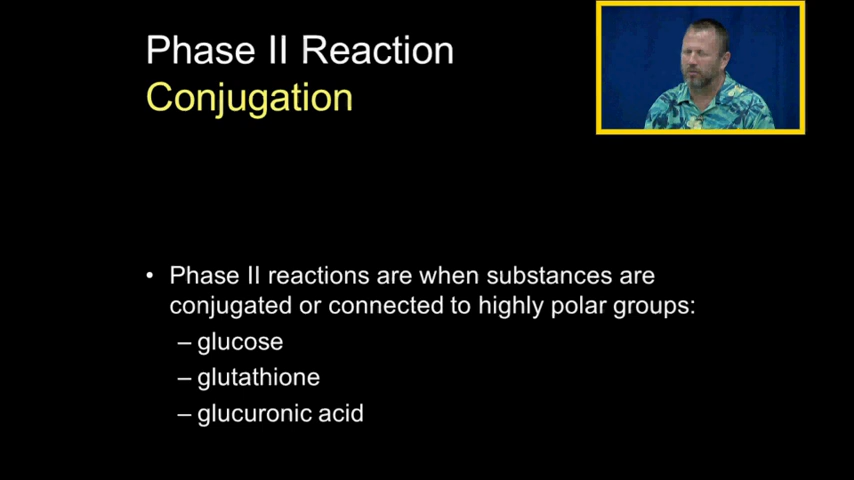 Phase II Reaction
Conjugation
• Phase II reactions are when substances are
conjugated or connected to highly polar groups:
– glucose
– glutathione
– glucuronic acid